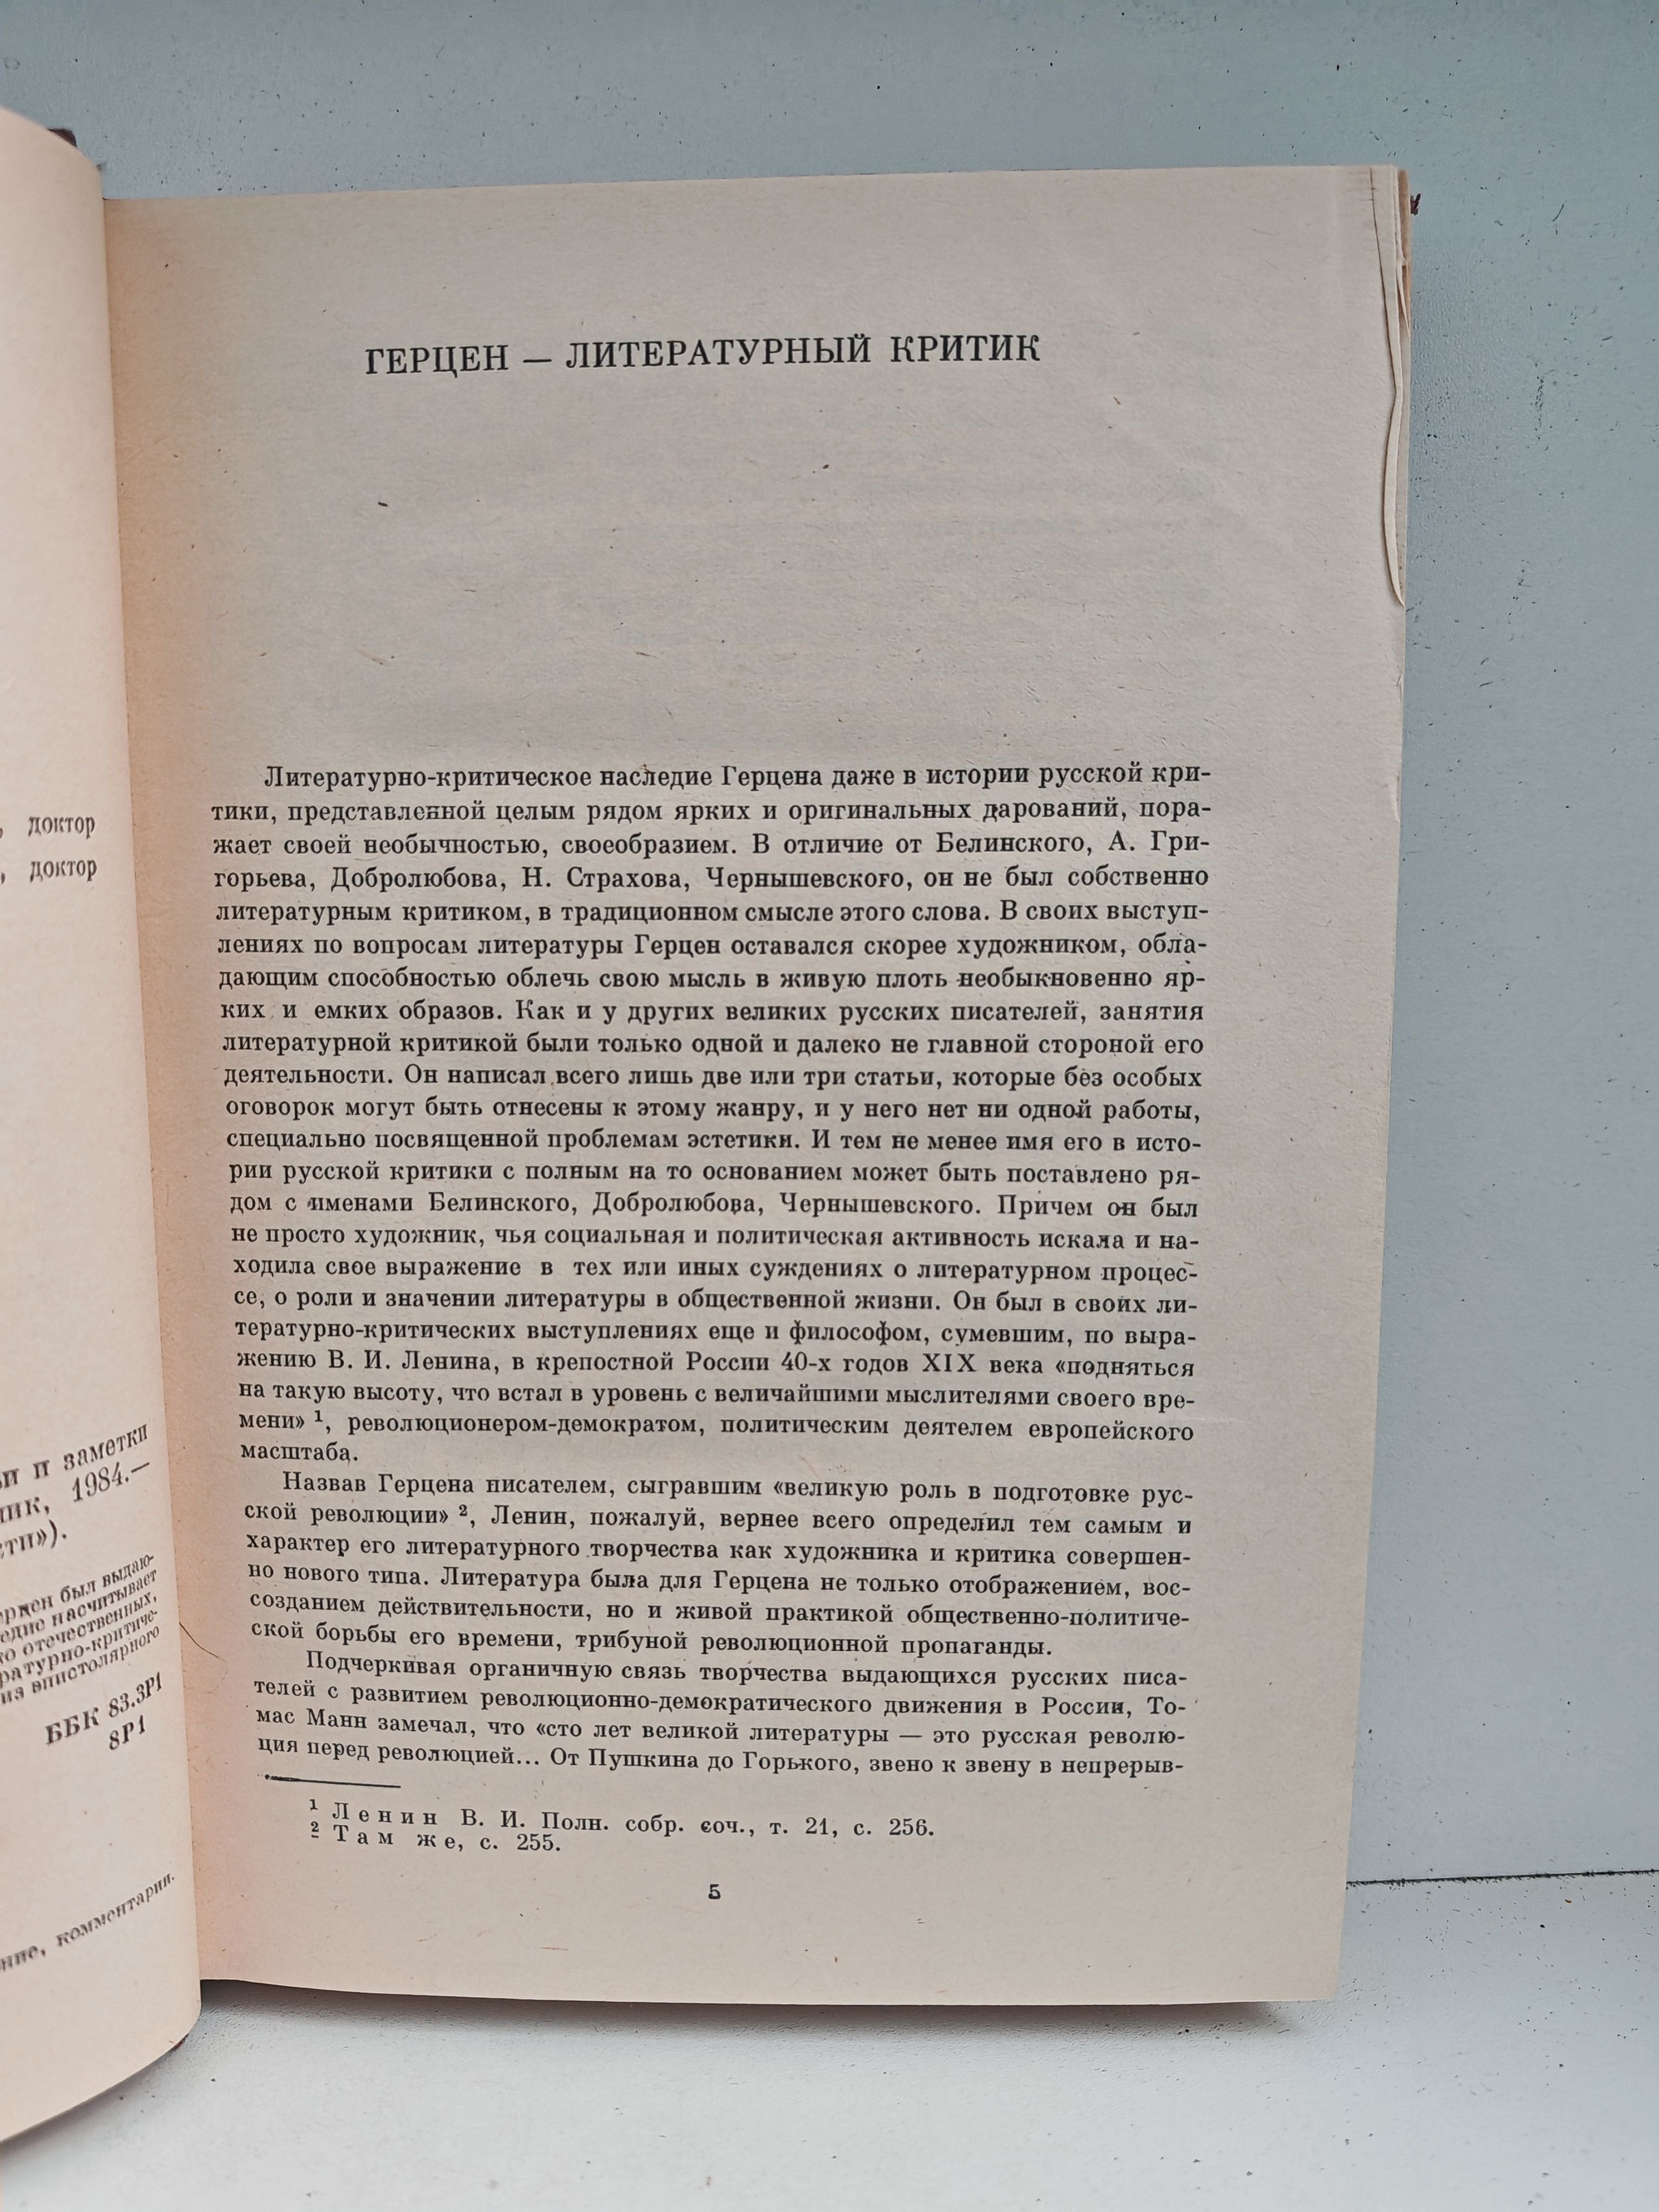 доктор
доктор
и заметки
1984.—
был выдаю-
насчитывает
отечественных,
ББК 83.3Р1
8Р1
комментарии.
ГЕРЦЕН — ЛИТЕРАТУРНЫЙ КРИТИК
Литературно-критическое наследие Герцена даже в истории русской кри-
тики, представленной целым рядом ярких и оригинальных дарований, пора-
жает своей необычностью, своеобразием. В отличие от Белинского, А. Гри-
горьева, Добролюбова, Н. Страхова, Чернышевского, он не был собственно
литературным критиком, в традиционном смысле этого слова. В своих выступ-
лениях по вопросам литературы Герцен оставался скорее художником, обла-
дающим способностью облечь свою мысль в живую плоть необыкновенно яр-
ких и емких образов. Как и у других великих русских писателей, занятия
литературной критикой были только одной и далеко не главной стороной его
деятельности. Он написал всего лишь две или три статьи, которые без особых
оговорок могут быть отнесены к этому жанру, и у него нет ни одной работы,
специально посвященной проблемам эстетики. И тем не менее имя его в исто-
рии русской критики с полным на то основанием может быть поставлено ря-
дом с именами Белинского, Добролюбова, Чернышевского. Причем он был
не просто художник, чья социальная и политическая активность искала и на-
ходила свое выражение в тех или иных суждениях о литературном процес-
се, о роли и значении литературы в общественной жизни. Он был в своих ли-
тературно-критических выступлениях еще и философом, сумевшим, по выра-
жению В. И. Ленина, в крепостной России 40-х годов XIX века «подняться
на такую высоту, что встал в уровень с величайшими мыслителями своего вре-
мени» ¹, революционером-демократом, политическим деятелем европейского
масштаба.
Назвав Герцена писателем, сыгравшим «великую роль в подготовке рус-
ской революции» ², Ленин, пожалуй, вернее всего определил тем самым и
характер его литературного творчества как художника и критика совершен-
но нового типа. Литература была для Герцена не только отображением, вос-
созданием действительности, но и живой практикой общественно-политиче-
ской борьбы его времени, трибуной революционной пропаганды.
Подчеркивая органичную связь творчества выдающихся русских писа-
телей с развитием революционно-демократического движения в России, То-
мас Манн замечал, что «сто лет великой литературы — это русская револю-
ция перед революцией... От Пушкина до Горького, звено к звену в непрерыв-
¹ Ленин В. И. Полн. собр. соч., т. 21, с. 256.
² Там же, с. 255.
5